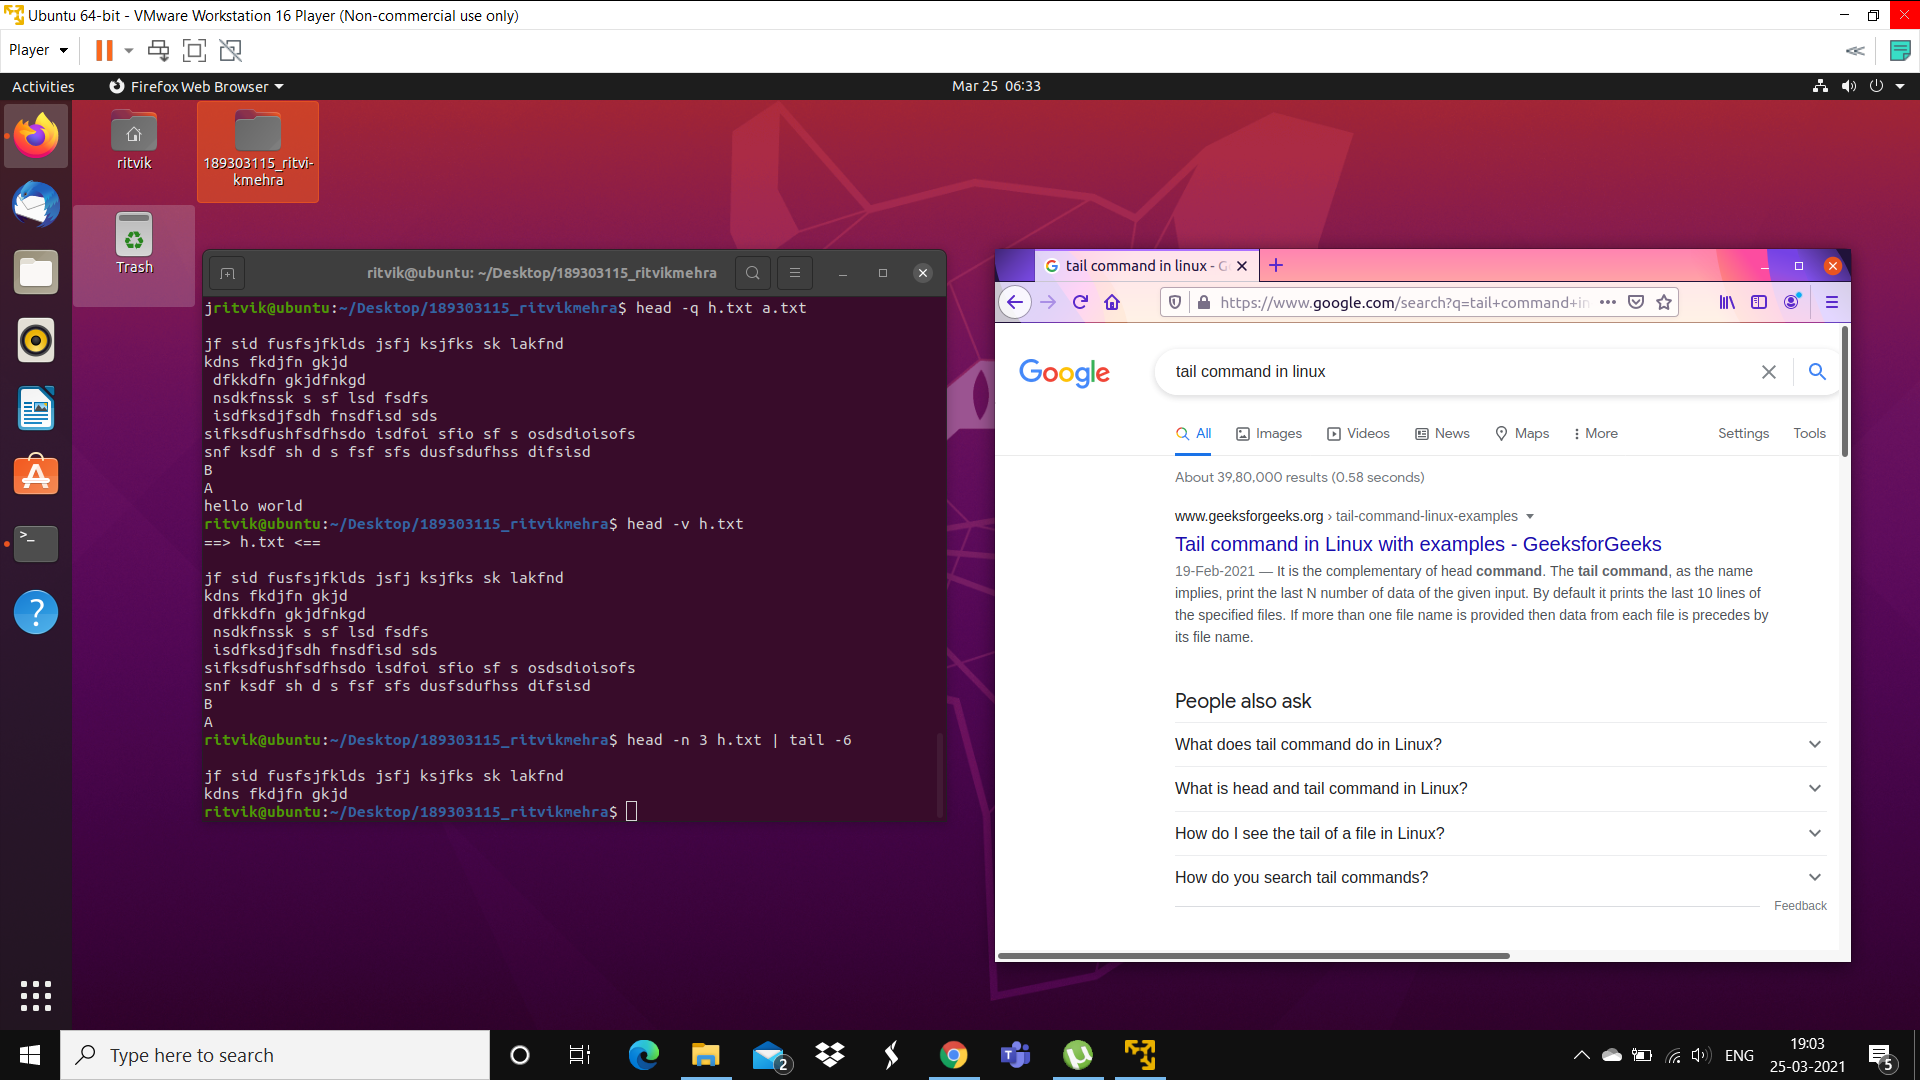 Ubuntu 64-bit - VMware Workstation 16 Player (Non-commercial use only)
Player
Activities
Firefox Web Browser
Mar 25 06:33
ritvik
189303115_ritvi-
kmehra
Trash
ritvik@ubuntu: ~/Desktop/189303115_ritvikmehra
jritvik@ubuntu:~/Desktop/189303115_ritvikmehra$ head -q h.txt a.txt
jf sid fusfsjfklds jsfj ksjfks sk lakfnd
kdns fkdjfn gkjd
dfkkdfn gkjdfnkgd
nsdkfnssk s sf lsd fsdfs
isdfksdjfsdh fnsdfisd sds
sifksdfushfsdfhsdo isdfoi sfio sf s osdsdioisofs
snf ksdf sh d s fsf sfs dusfsdufhss difsisd
B
A
hello world
ritvik@ubuntu:~/Desktop/189303115_ritvikmehra$ head -v h.txt
==> h.txt <==
jf sid fusfsjfklds jsfj ksjfks sk lakfnd
kdns fkdjfn gkjd
dfkkdfn gkjdfnkgd
nsdkfnssk s sf lsd fsdfs
isdfksdjfsdh fnsdfisd sds
sifksdfushfsdfhsdo isdfoi sfio sf s osdsdioisofs
snf ksdf sh d s fsf sfs dusfsdufhss difsisd
B
A
ritvik@ubuntu:~/Desktop/189303115_ritvikmehra$ head -n 3 h.txt | tail -6
jf sid fusfsjfklds jsfj ksjfks sk lakfnd
kdns fkdjfn gkjd
ritvik@ubuntu:~/Desktop/189303115_ritvikmehra$
tail command in linux - G
https://www.google.com/search?q=tail+command+in
Google
tail command in linux
All
Images
Videos
News
Maps
More
Settings
Tools
About 39,80,000 results (0.58 seconds)
www.geeksforgeeks.org › tail-command-linux-examples
Tail command in Linux with examples - GeeksforGeeks
19-Feb-2021 — It is the complementary of head command. The tail command, as the name
implies, print the last N number of data of the given input. By default it prints the last 10 lines of
the specified files. If more than one file name is provided then data from each file is precedes by
its file name.
People also ask
What does tail command do in Linux?
What is head and tail command in Linux?
How do I see the tail of a file in Linux?
How do you search tail commands?
Feedback
Type here to search
2
ENG
19:03
25-03-2021
5